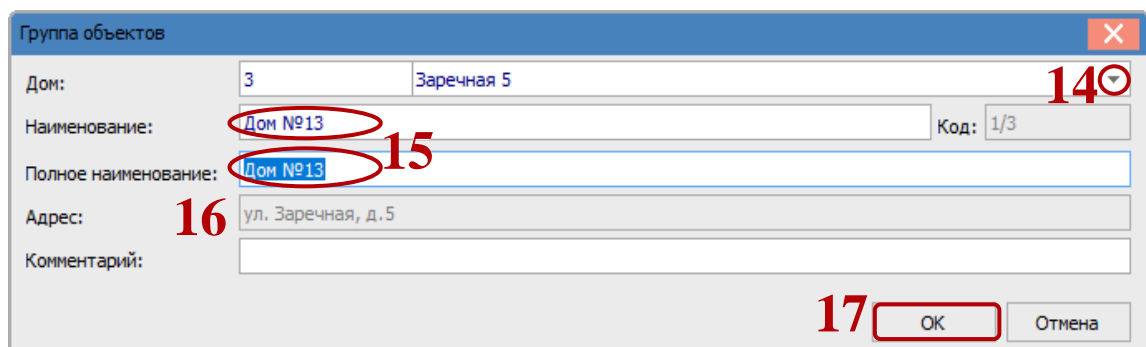 Группа объектов
Дом: 3 Заречная 5 14
Наименование: Дом №13 Код: 1/3
15
Полное наименование: Дом №13
16
Адрес: ул. Заречная, д.5
Комментарий:
17 OK Отмена